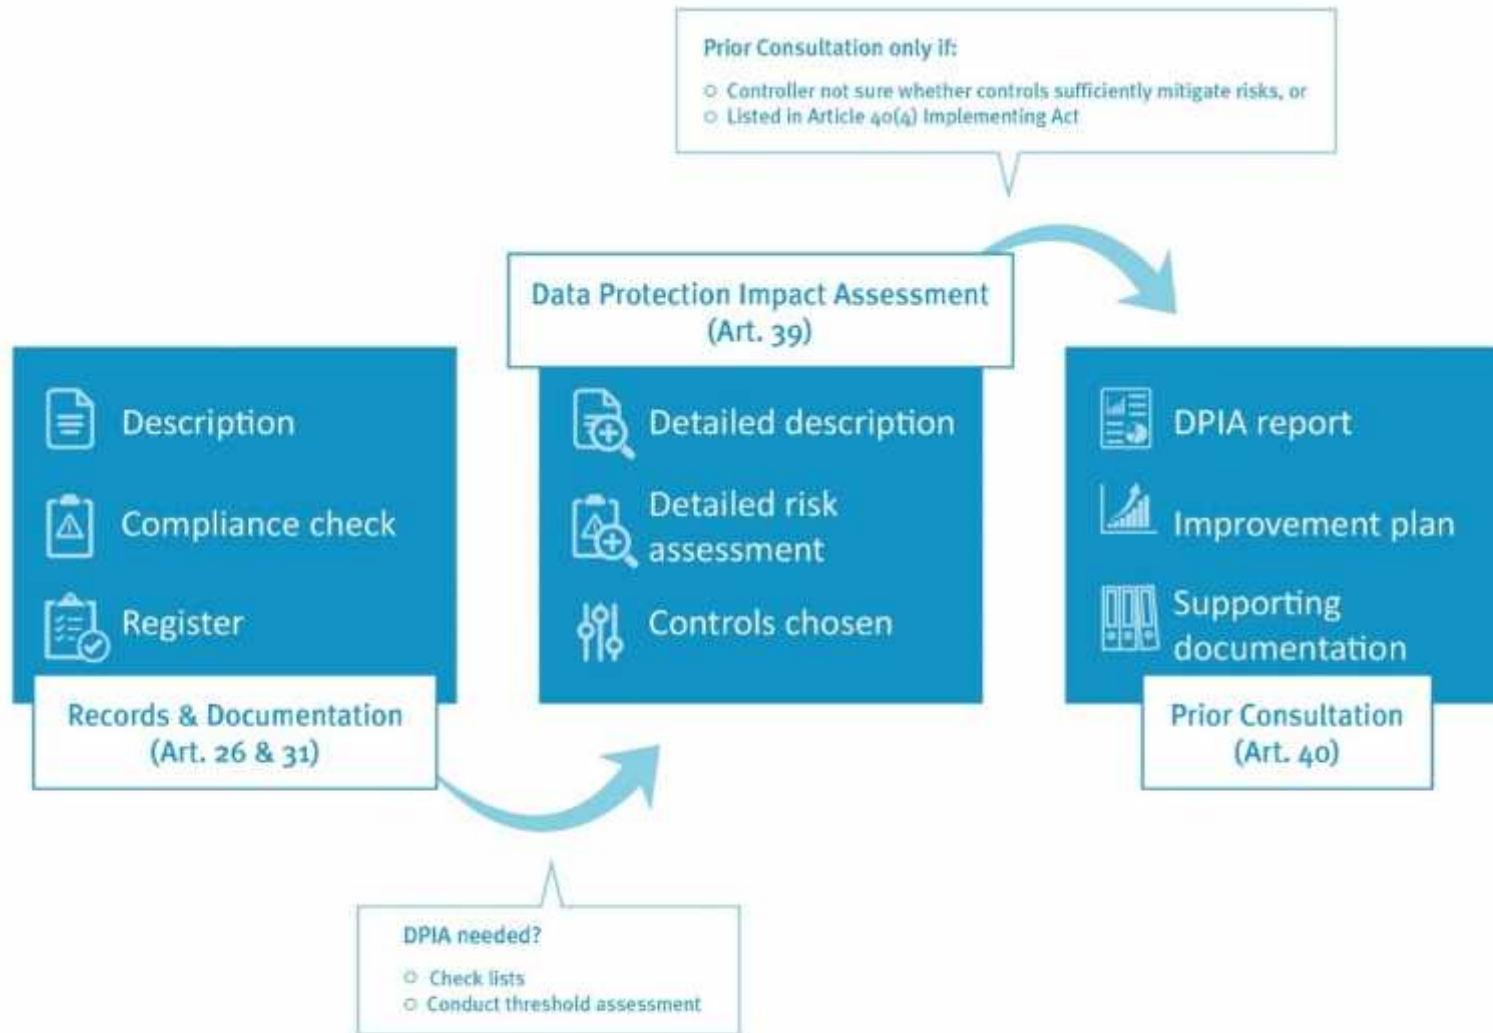 Prior Consultation only if:
○ Controller not sure whether controls sufficiently mitigate risks, or
○ Listed in Article 40(4) Implementing Act
Data Protection Impact Assessment
(Art. 39)
Description
Compliance check
Register
Records & Documentation
(Art. 26 & 31)
Detailed description
Detailed risk
assessment
Controls chosen
DPIA report
Improvement plan
Supporting
documentation
Prior Consultation
(Art. 40)
DPIA needed?
○ Check lists
○ Conduct threshold assessment